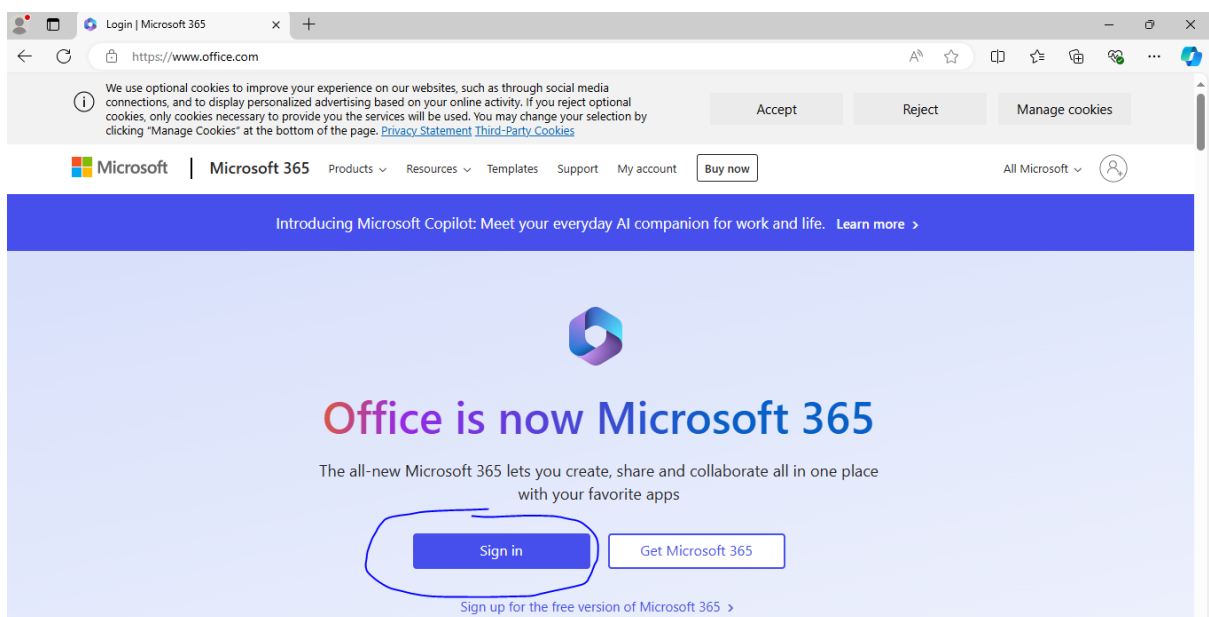 Login | Microsoft 365
https://www.office.com
We use optional cookies to improve your experience on our websites, such as through social media
connections, and to display personalized advertising based on your online activity. If you reject optional
cookies, only cookies necessary to provide you the services will be used. You may change your selection by
clicking "Manage Cookies" at the bottom of the page. Privacy Statement Third-Party Cookies
Accept
Reject
Manage cookies
Microsoft
Microsoft 365
Products
Resources
Templates
Support
My account
Buy now
All Microsoft
Introducing Microsoft Copilot: Meet your everyday AI companion for work and life. Learn more >
Office is now Microsoft 365
The all-new Microsoft 365 lets you create, share and collaborate all in one place
with your favorite apps
Sign in
Get Microsoft 365
Sign up for the free version of Microsoft 365 >